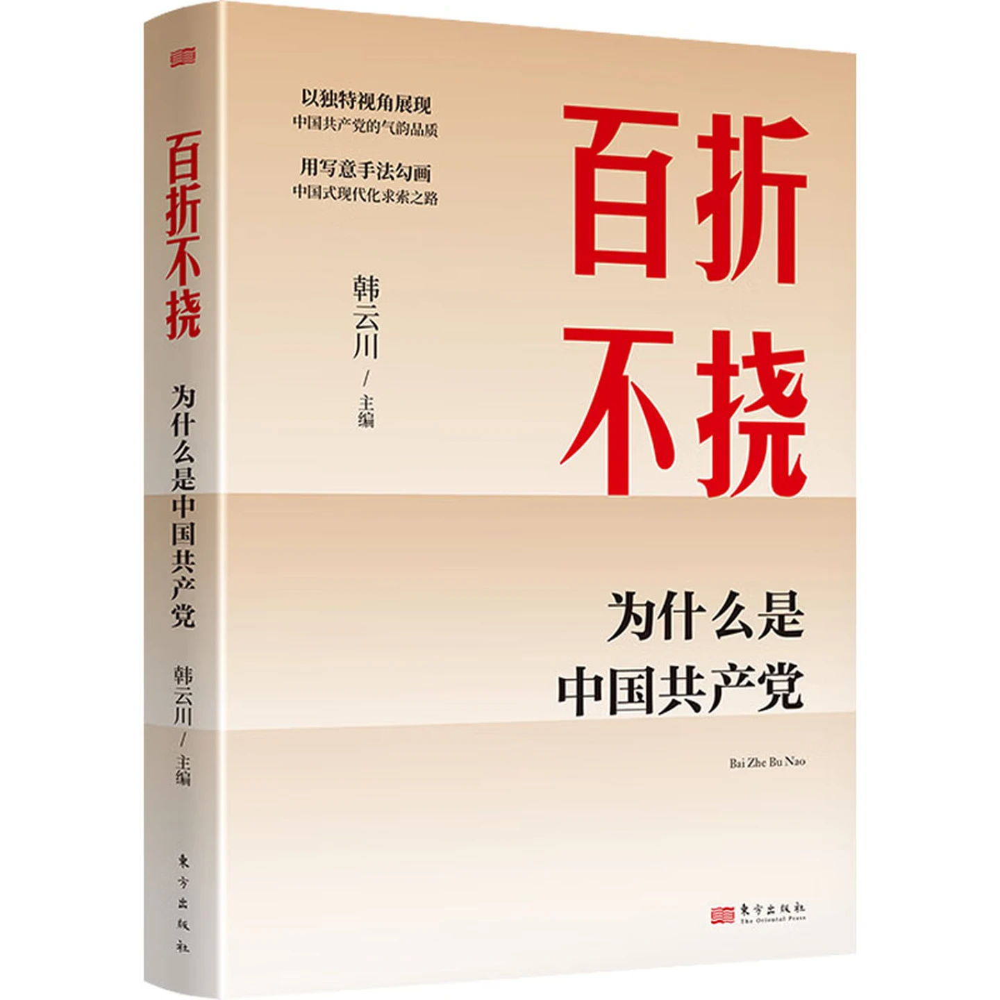 百折不挠
为什么是中国共产党
韩云川/主编
东方出版社
以独特视角展现
中国共产党的气韵品质
用写意手法勾画
中国式现代化求索之路
韩云川/主编
百折
不挠
为什么是
中国共产党
Bai Zhe Bu Nao
東方出版社
The Oriental Press